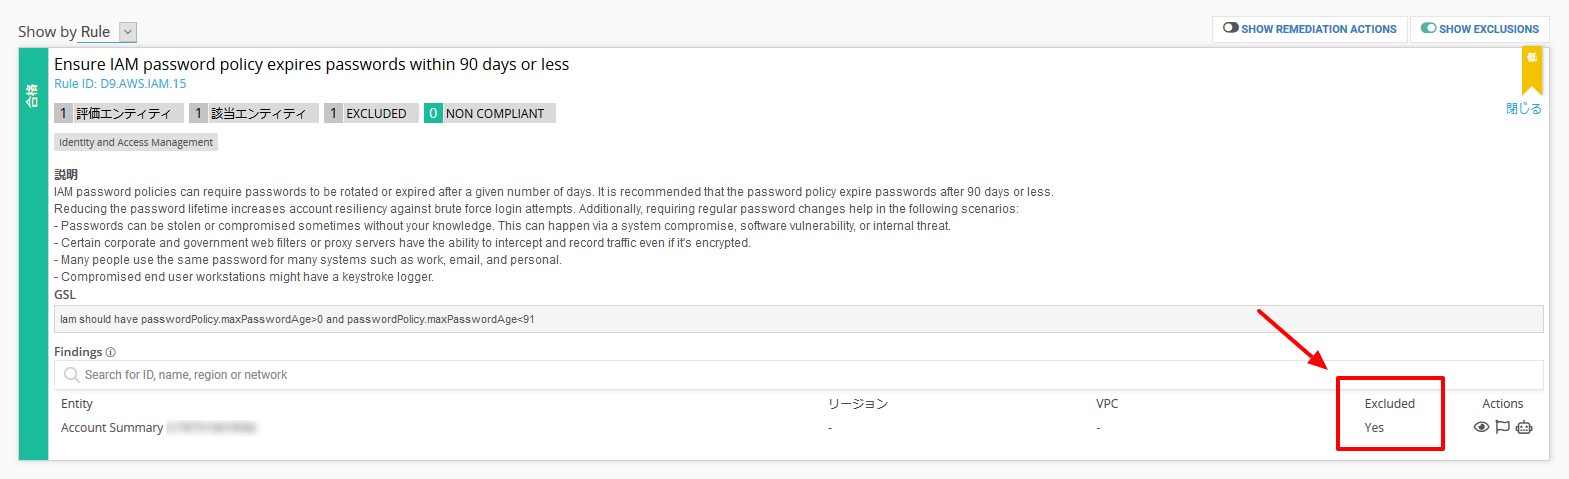 Show by Rule
SHOW REMEDIATION ACTIONS
SHOW EXCLUSIONS
合格
Ensure IAM password policy expires passwords within 90 days or less
低
Rule ID: D9.AWS.IAM.15
閉じる
1 評価エンティティ 1 該当エンティティ 1 EXCLUDED 0 NON COMPLIANT
Identity and Access Management
説明
IAM password policies can require passwords to be rotated or expired after a given number of days. It is recommended that the password policy expire passwords after 90 days or less.
Reducing the password lifetime increases account resiliency against brute force login attempts. Additionally, requiring regular password changes help in the following scenarios:
- Passwords can be stolen or compromised sometimes without your knowledge. This can happen via a system compromise, software vulnerability, or internal threat.
- Certain corporate and government web filters or proxy servers have the ability to intercept and record traffic even if it's encrypted.
- Many people use the same password for many systems such as work, email, and personal.
- Compromised end user workstations might have a keystroke logger.
GSL
Iam should have passwordPolicy.maxPasswordAge>0 and passwordPolicy.maxPasswordAge<91
Findings
Search for ID, name, region or network
Entity リージョン VPC Excluded Actions
Account Summary - - Yes